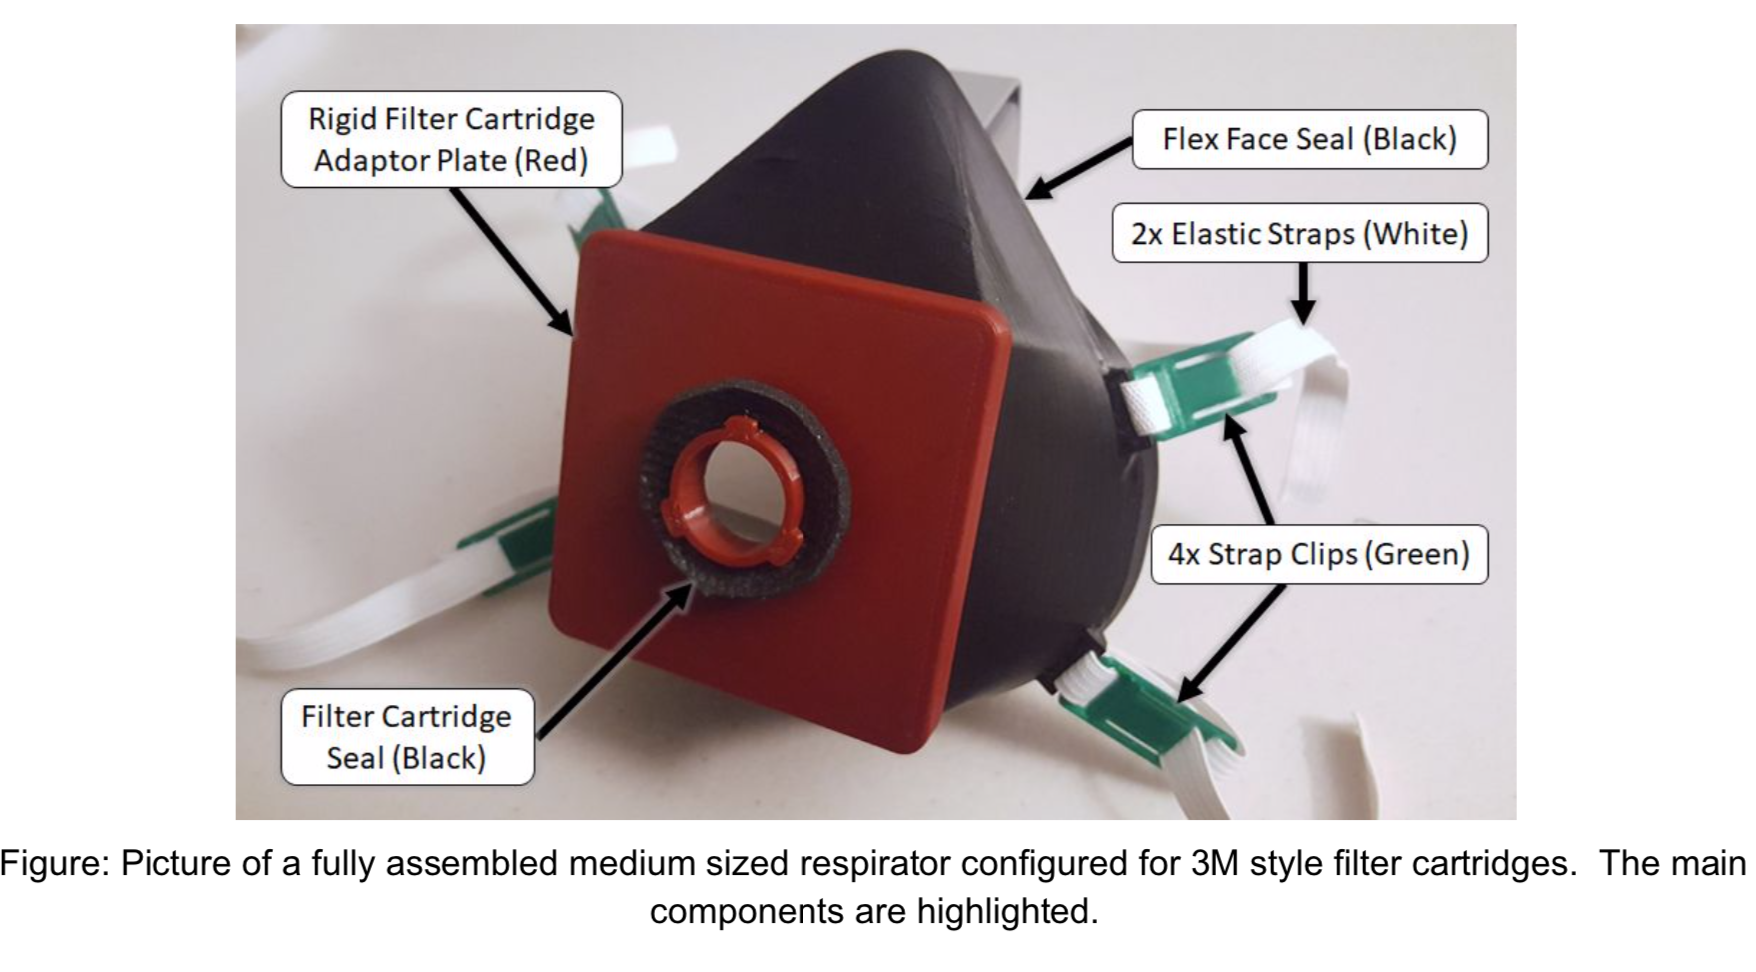 Rigid Filter Cartridge
Adaptor Plate (Red)
Flex Face Seal (Black)
2x Elastic Straps (White)
4x Strap Clips (Green)
Filter Cartridge
Seal (Black)
Figure: Picture of a fully assembled medium sized respirator configured for 3M style filter cartridges.  The main
components are highlighted.